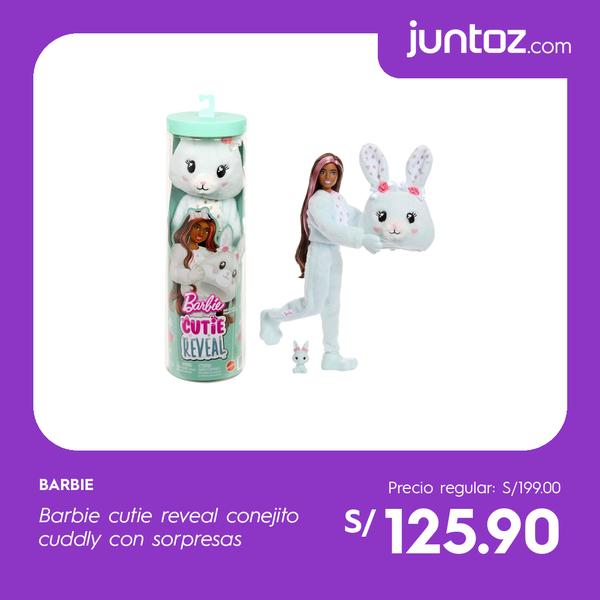 juntoz.com
Barbie
CUTIE
REVEAL
BARBIE
Barbie cutie reveal conejito
cuddly con sorpresas
Precio regular: S/199.00
S/125.90